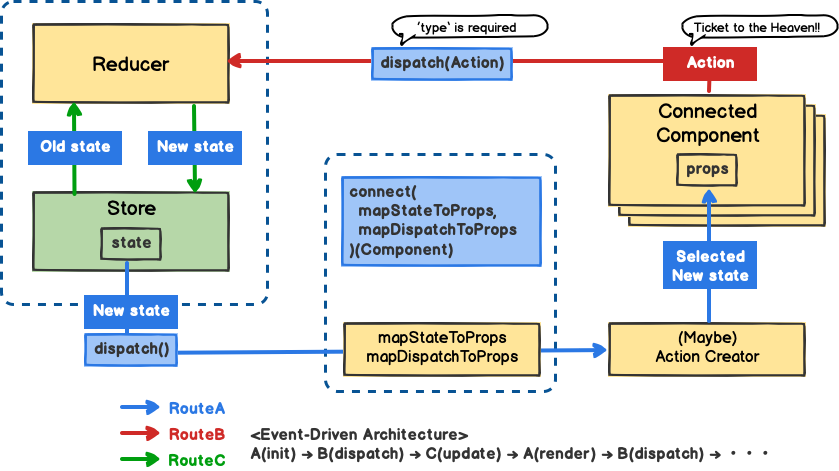 'type' is required
Ticket to the Heaven!!
Reducer
dispatch(Action)
Action
Connected
Component
props
Old state
New state
Store
state
connect(
mapStateToProps,
mapDispatchToProps
)(Component)
Selected
New state
New state
dispatch()
mapStateToProps
mapDispatchToProps
(Maybe)
Action Creator
RouteA
RouteB
RouteC
<Event-Driven Architecture>
A(init) → B(dispatch) → C(update) → A(render) → B(dispatch) → ・・・